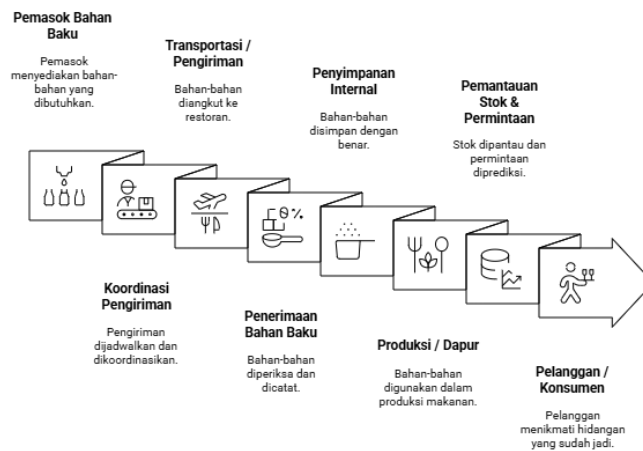 Pemasok Bahan
Baku
Pemasok
menyediakan bahan-
bahan yang
dibutuhkan.
Koordinasi
Pengiriman
Pengiriman
dijadwalkan dan
dikoordinasikan.
Transportasi /
Pengiriman
Bahan-bahan
diangkut ke
restoran.
0%
Penerimaan
Bahan Baku
Bahan-bahan
diperiksa dan
dicatat.
Penyimpanan
Internal
Bahan-bahan
disimpan dengan
benar.
Produksi / Dapur
Bahan-bahan
digunakan dalam
produksi makanan.
Pemantauan
Stok &
Permintaan
Stok dipantau dan
permintaan
diprediksi.
Pelanggan /
Konsumen
Pelanggan
menikmati hidangan
yang sudah jadi.